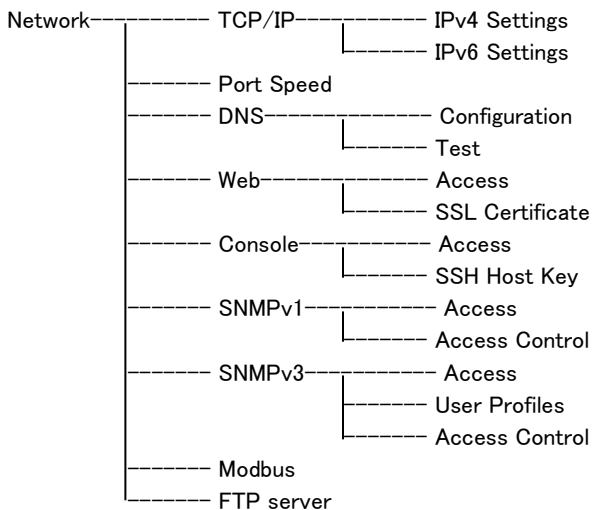 Network TCP/IP IPv4 Settings
IPv6 Settings
Port Speed
DNS Configuration
Test
Web Access
SSL Certificate
Console Access
SSH Host Key
SNMPv1 Access
Access Control
SNMPv3 Access
User Profiles
Access Control
Modbus
FTP server